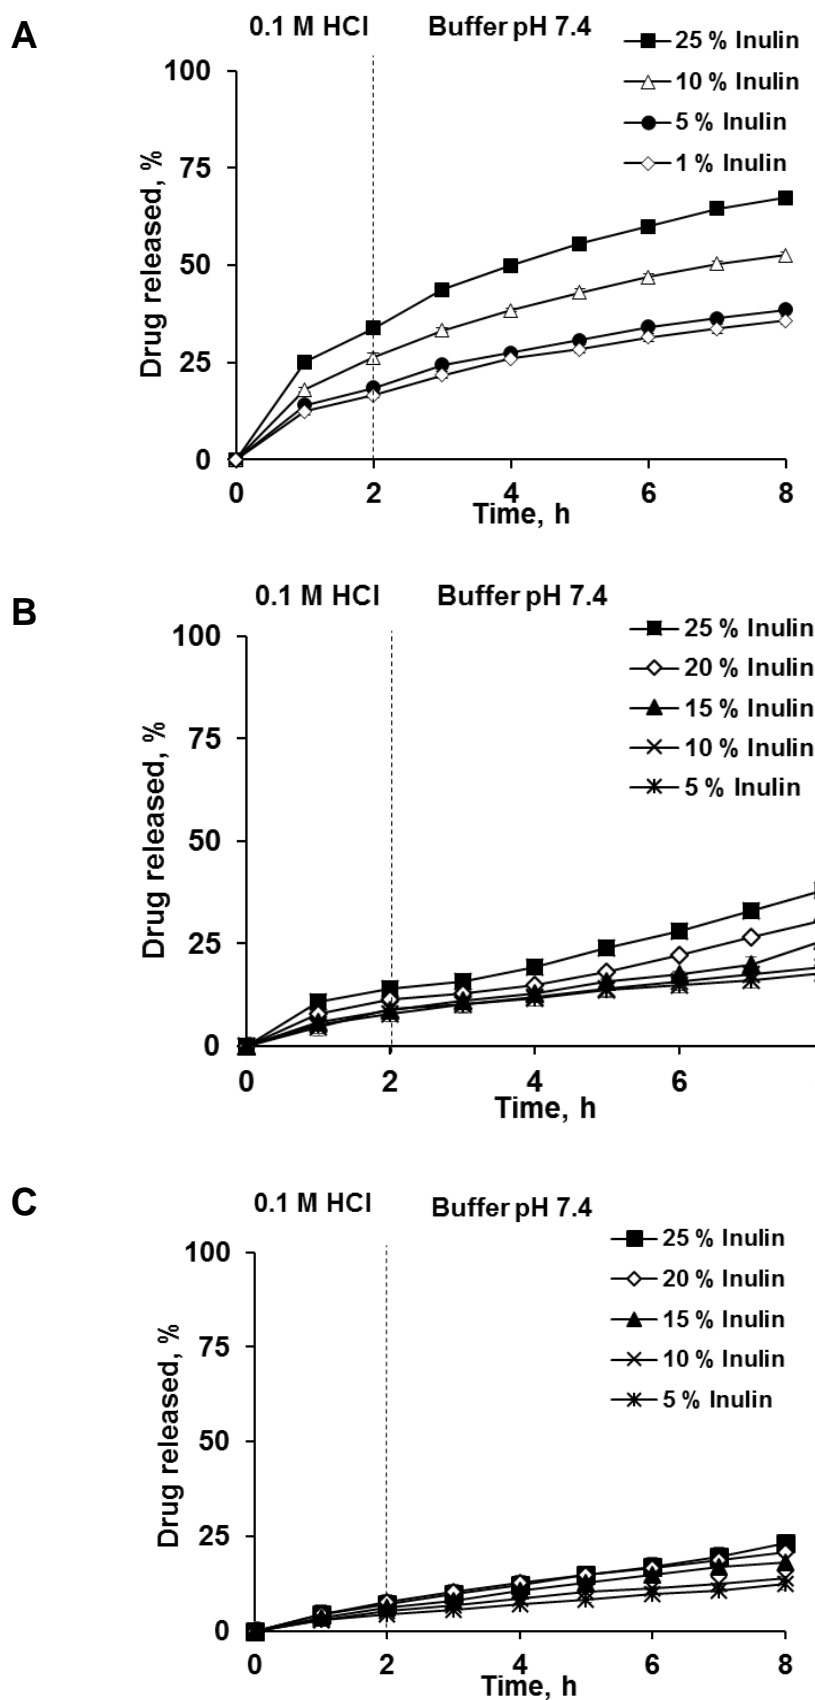 A
0.1 M HCl Buffer pH 7.4
25 % Inulin
10 % Inulin
5 % Inulin
1 % Inulin
Drug released, %
100
75
50
25
0
0 2 4 6 8
Time, h
B
0.1 M HCl Buffer pH 7.4
25 % Inulin
20 % Inulin
15 % Inulin
10 % Inulin
5 % Inulin
Drug released, %
100
75
50
25
0
0 2 4 6
Time, h
C
0.1 M HCl Buffer pH 7.4
25 % Inulin
20 % Inulin
15 % Inulin
10 % Inulin
5 % Inulin
Drug released, %
100
75
50
25
0
0 2 4 6 8
Time, h